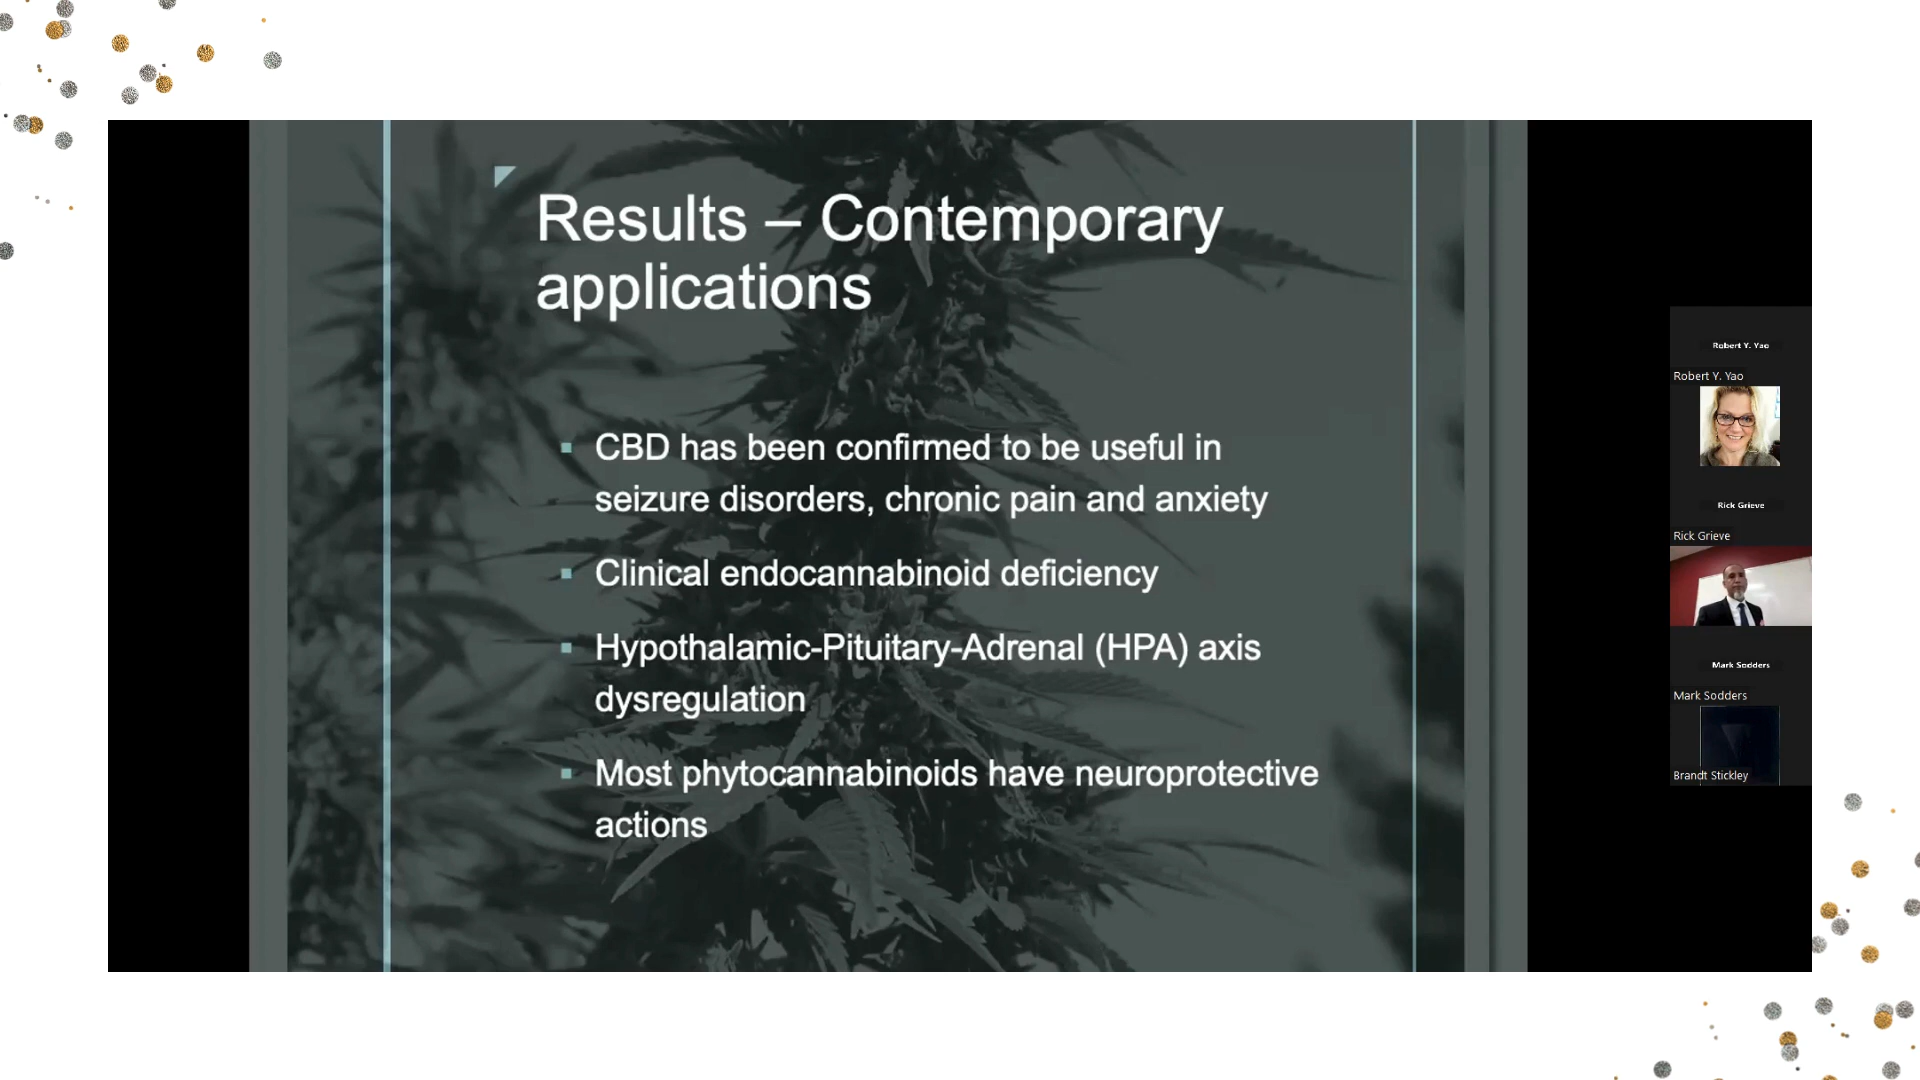 Results – Contemporary
applications
CBD has been confirmed to be useful in
seizure disorders, chronic pain and anxiety
Clinical endocannabinoid deficiency
Hypothalamic-Pituitary-Adrenal (HPA) axis
dysregulation
Most phytocannabinoids have neuroprotective
actions
Robert Y. Yao
Robert Y. Yao
Rick Grieve
Rick Grieve
Mark Sodders
Mark Sodders
Brandt Stickley